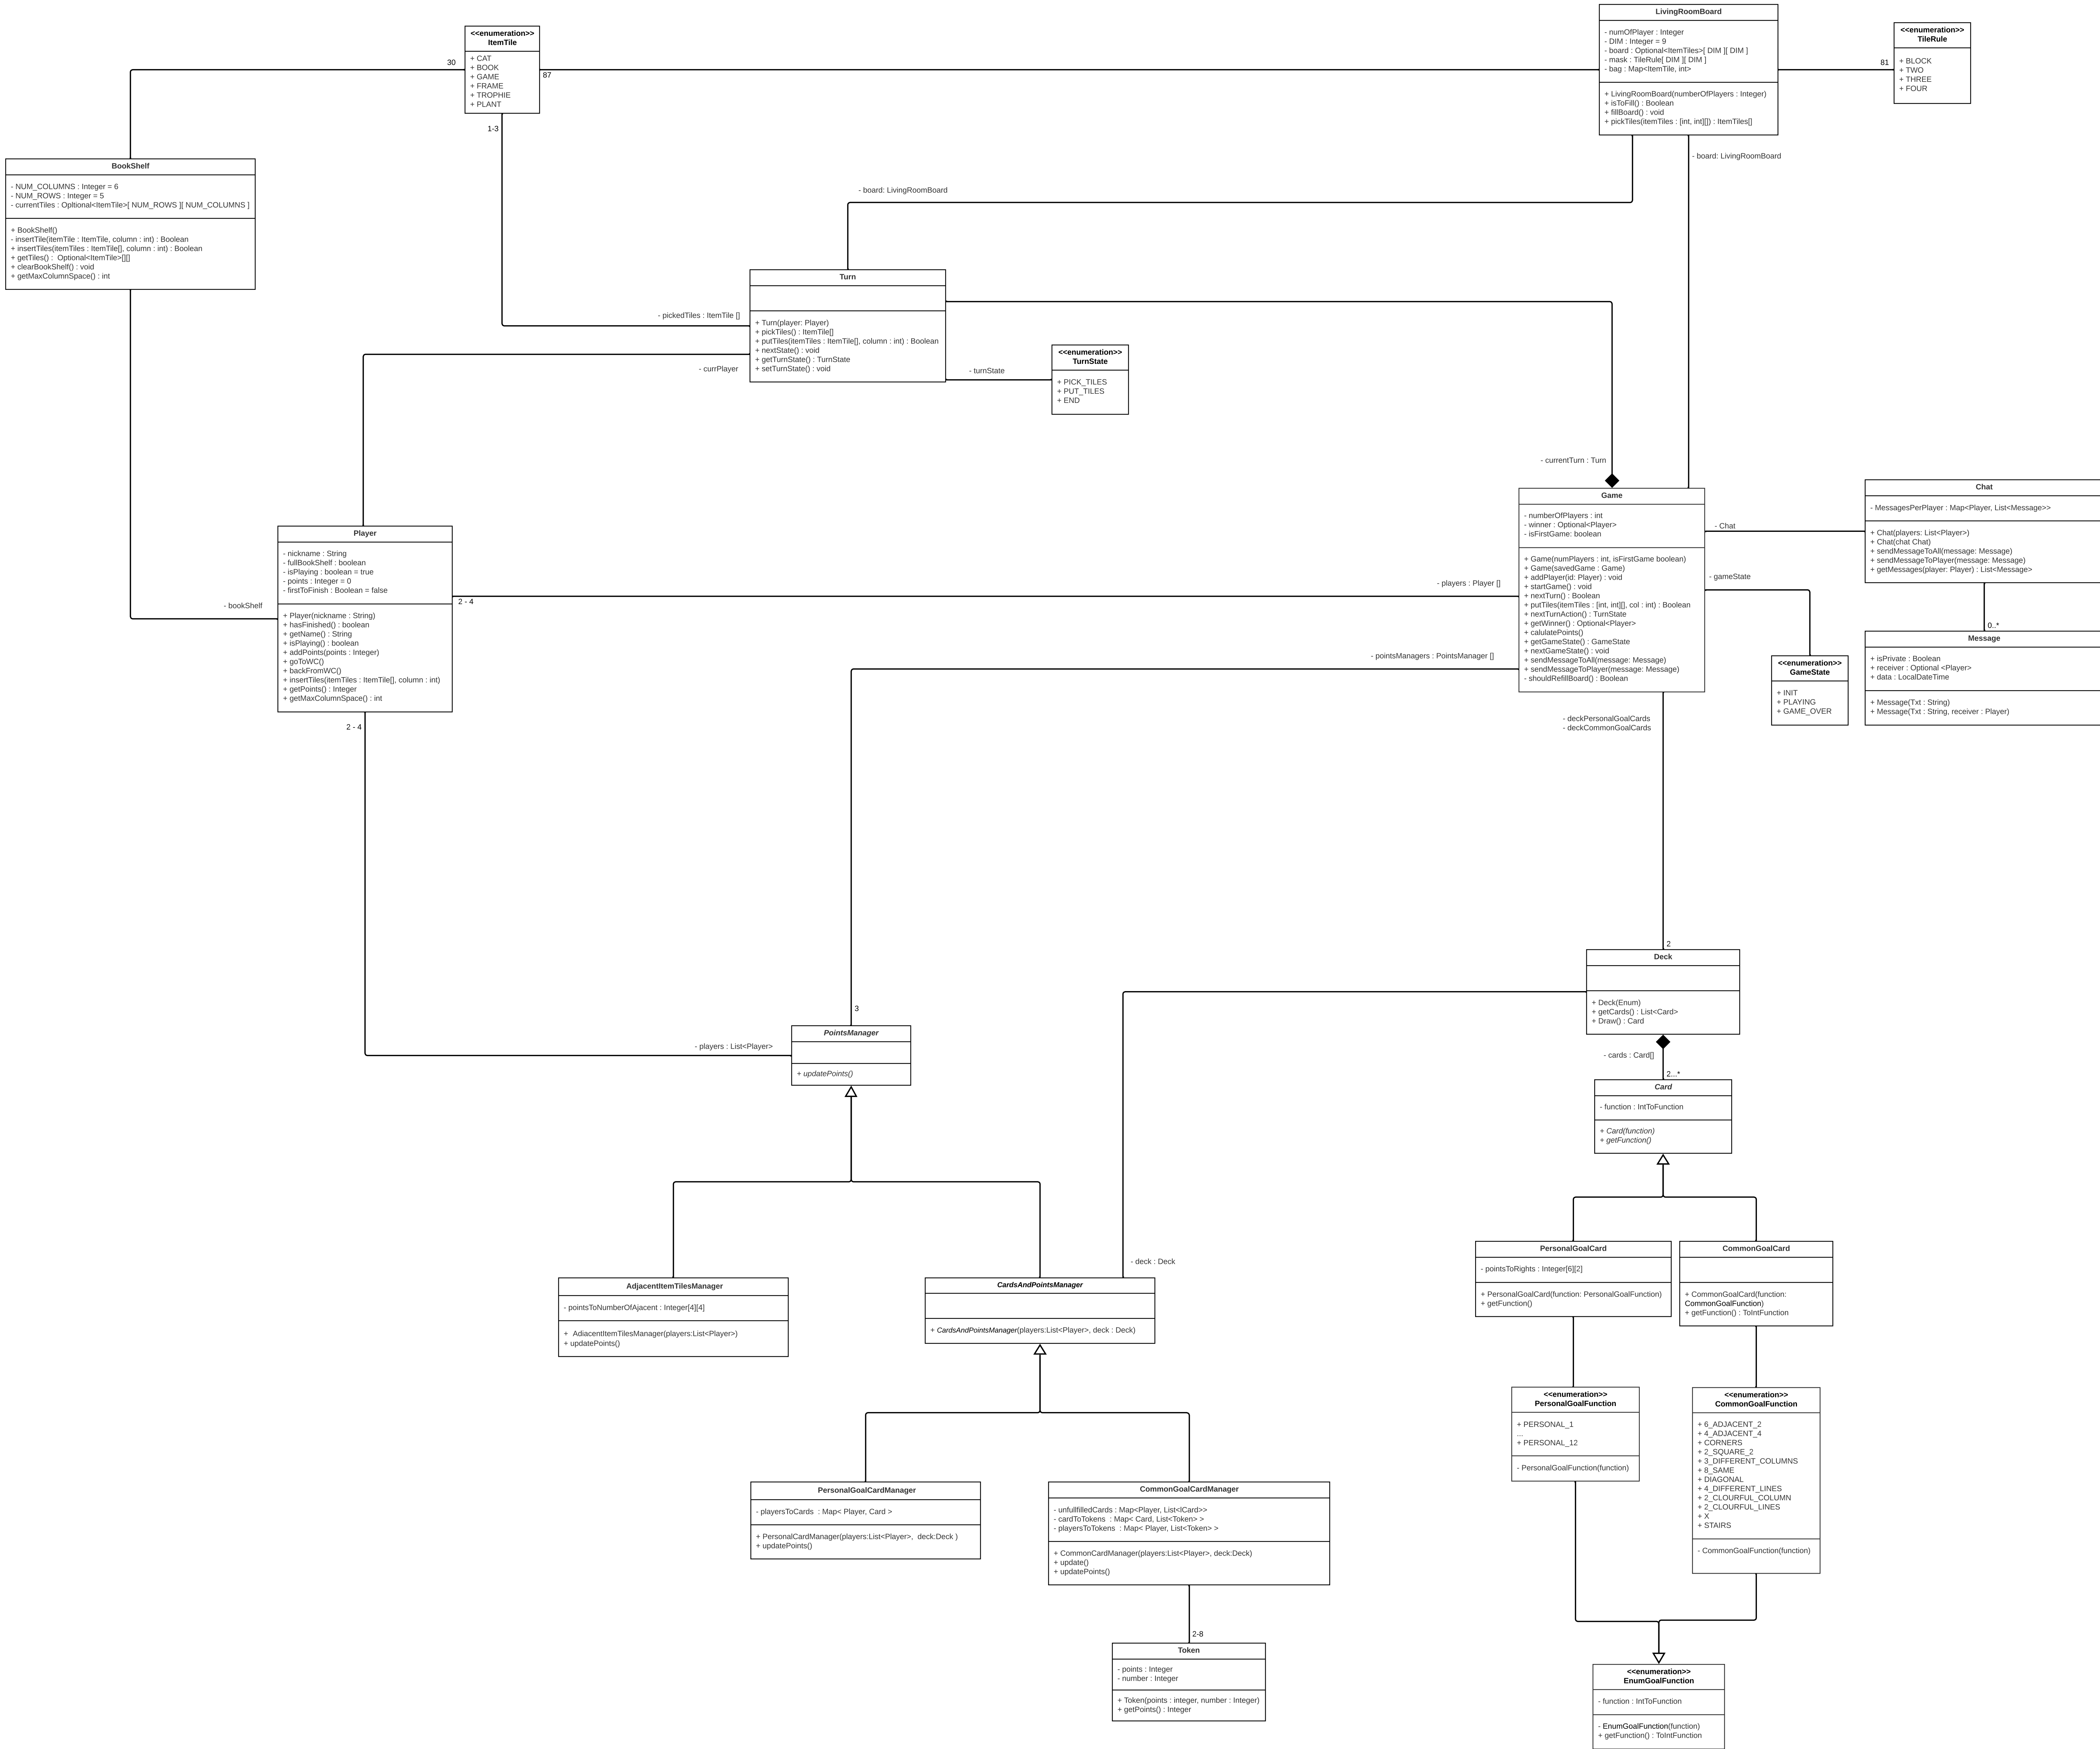 <<enumeration>>
ItemTile
+ CAT
+ BOOK
+ GAME
+ FRAME
+ TROPHIE
+ PLANT
30
87
1-3
LivingRoomBoard
- numOfPlayer : Integer
- DIM : Integer = 9
- board : Optional<ItemTiles>[ DIM ][ DIM ]
- mask : TileRule[ DIM ][ DIM ]
- bag : Map<ItemTile, int>
+ LivingRoomBoard(numberOfPlayers : Integer)
+ isToFill() : Boolean
+ fillBoard() : void
+ pickTiles(itemTiles : [int, int][]) : ItemTiles[]
81
<<enumeration>>
TileRule
+ BLOCK
+ TWO
+ THREE
+ FOUR
- board: LivingRoomBoard
- board: LivingRoomBoard
BookShelf
- NUM_COLUMNS : Integer = 6
- NUM_ROWS : Integer = 5
- currentTiles : Opltional<ItemTile>[ NUM_ROWS ][ NUM_COLUMNS ]
+ BookShelf()
- insertTile(itemTile : ItemTile, column : int) : Boolean
+ insertTiles(itemTiles : ItemTile[], column : int) : Boolean
+ getTiles() :  Optional<ItemTile>[][]
+ clearBookShelf() : void
+ getMaxColumnSpace() : int
Turn
+ Turn(player: Player)
+ pickTiles() : ItemTile[]
+ putTiles(itemTiles : ItemTile[], column : int) : Boolean
+ nextState() : void
+ getTurnState() : TurnState
+ setTurnState() : void
- pickedTiles : ItemTile []
- currPlayer
- turnState
<<enumeration>>
TurnState
+ PICK_TILES
+ PUT_TILES
+ END
- currentTurn : Turn
Game
- numberOfPlayers : int
- winner : Optional<Player>
- isFirstGame: boolean
+ Game(numPlayers : int, isFirstGame boolean)
+ Game(savedGame : Game)
+ addPlayer(id: Player) : void
+ startGame() : void
+ nextTurn() : Boolean
+ putTiles(itemTiles : [int, int][], col : int) : Boolean
+ nextTurnAction() : TurnState
+ getWinner() : Optional<Player>
+ calulatePoints()
+ getGameState() : GameState
+ nextGameState() : void
+ sendMessageToAll(message: Message)
+ sendMessageToPlayer(message: Message)
- shouldRefillBoard() : Boolean
- Chat
- gameState
Chat
- MessagesPerPlayer : Map<Player, List<Message>>
+ Chat(players: List<Player>)
+ Chat(chat Chat)
+ sendMessageToAll(message: Message)
+ sendMessageToPlayer(message: Message)
+ getMessages(player: Player) : List<Message>
0..*
Message
+ isPrivate : Boolean
+ receiver : Optional <Player>
+ data : LocalDateTime
+ Message(Txt : String)
+ Message(Txt : String, receiver : Player)
<<enumeration>>
GameState
+ INIT
+ PLAYING
+ GAME_OVER
Player
- nickname : String
- fullBookShelf : boolean
- isPlaying : boolean = true
- points : Integer = 0
- firstToFinish : Boolean = false
+ Player(nickname : String)
+ hasFinished() : boolean
+ getName() : String
+ isPlaying() : boolean
+ addPoints(points : Integer)
+ goToWC()
+ backFromWC()
+ insertTiles(itemTiles : ItemTile[], column : int)
+ getPoints() : Integer
+ getMaxColumnSpace() : int
- bookShelf
2 - 4
- players : Player []
- pointsManagers : PointsManager []
2 - 4
- deckPersonalGoalCards
- deckCommonGoalCards
2
Deck
+ Deck(Enum)
+ getCards() : List<Card>
+ Draw() : Card
3
PointsManager
+ updatePoints()
- players : List<Player>
- cards : Card[]
2...*
Card
- function : IntToFunction
+ Card(function)
+ getFunction()
- deck : Deck
PersonalGoalCard
- pointsToRights : Integer[6][2]
+ PersonalGoalCard(function: PersonalGoalFunction)
+ getFunction()
CommonGoalCard
+ CommonGoalCard(function:
CommonGoalFunction)
+ getFunction() : ToIntFunction
AdjacentItemTilesManager
- pointsToNumberOfAjacent : Integer[4][4]
+  AdiacentItemTilesManager(players:List<Player>)
+ updatePoints()
CardsAndPointsManager
+ CardsAndPointsManager(players:List<Player>, deck : Deck)
<<enumeration>>
PersonalGoalFunction
+ PERSONAL_1
...
+ PERSONAL_12
- PersonalGoalFunction(function)
<<enumeration>>
CommonGoalFunction
+ 6_ADJACENT_2
+ 4_ADJACENT_4
+ CORNERS
+ 2_SQUARE_2
+ 3_DIFFERENT_COLUMNS
+ 8_SAME
+ DIAGONAL
+ 4_DIFFERENT_LINES
+ 2_CLOURFUL_COLUMN
+ 2_CLOURFUL_LINES
+ X
+ STAIRS
- CommonGoalFunction(function)
PersonalGoalCardManager
- playersToCards  : Map< Player, Card >
+ PersonalCardManager(players:List<Player>,  deck:Deck )
+ updatePoints()
CommonGoalCardManager
- unfullfilledCards : Map<Player, List<lCard>>
- cardToTokens  : Map< Card, List<Token> >
- playersToTokens  : Map< Player, List<Token> >
+ CommonCardManager(players:List<Player>, deck:Deck)
+ update()
+ updatePoints()
2-8
Token
- points : Integer
- number : Integer
+ Token(points : integer, number : Integer)
+ getPoints() : Integer
<<enumeration>>
EnumGoalFunction
- function : IntToFunction
- EnumGoalFunction(function)
+ getFunction() : ToIntFunction